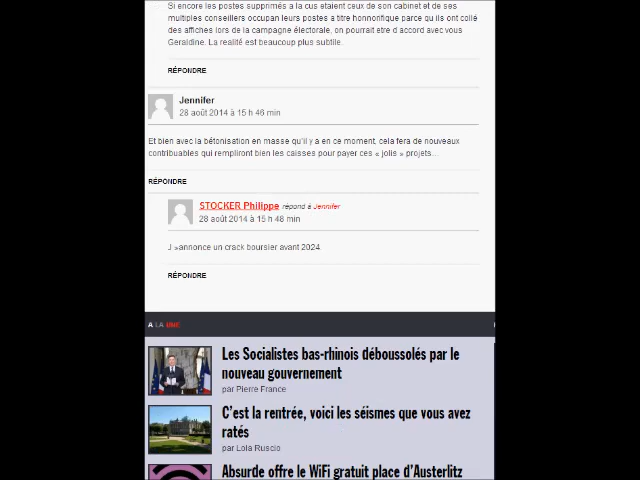 Si encore les postes supprimés a la cus etaient ceux de son cabinet et de ses
multiples conseillers occupan leurs postes a titre honnorifique parce qu'ils ont collé
des affiches lors de la campagne électorale, on pourrait etre d accord avec vous
Geraldine. La realité est beaucoup plus subtile.
RÉPONDRE
Jennifer
28 août 2014 à 15 h 46 min
Et bien avec la bétonisation en masse qu'il y a en ce moment, cela fera de nouveaux
contribuables qui rempliront bien les caisses pour payer ces « jolis » projets...
RÉPONDRE
STOCKER Philippe répond à Jennifer
28 août 2014 à 15 h 48 min
J »annonce un crack boursier avant 2024.
RÉPONDRE
A LA UNE
Les Socialistes bas-rhinois déboussolés par le
nouveau gouvernement
par Pierre France
C'est la rentrée, voici les séismes que vous avez
ratés
par Lola Ruscio
Absurde offre le WiFi gratuit place d'Austerlitz